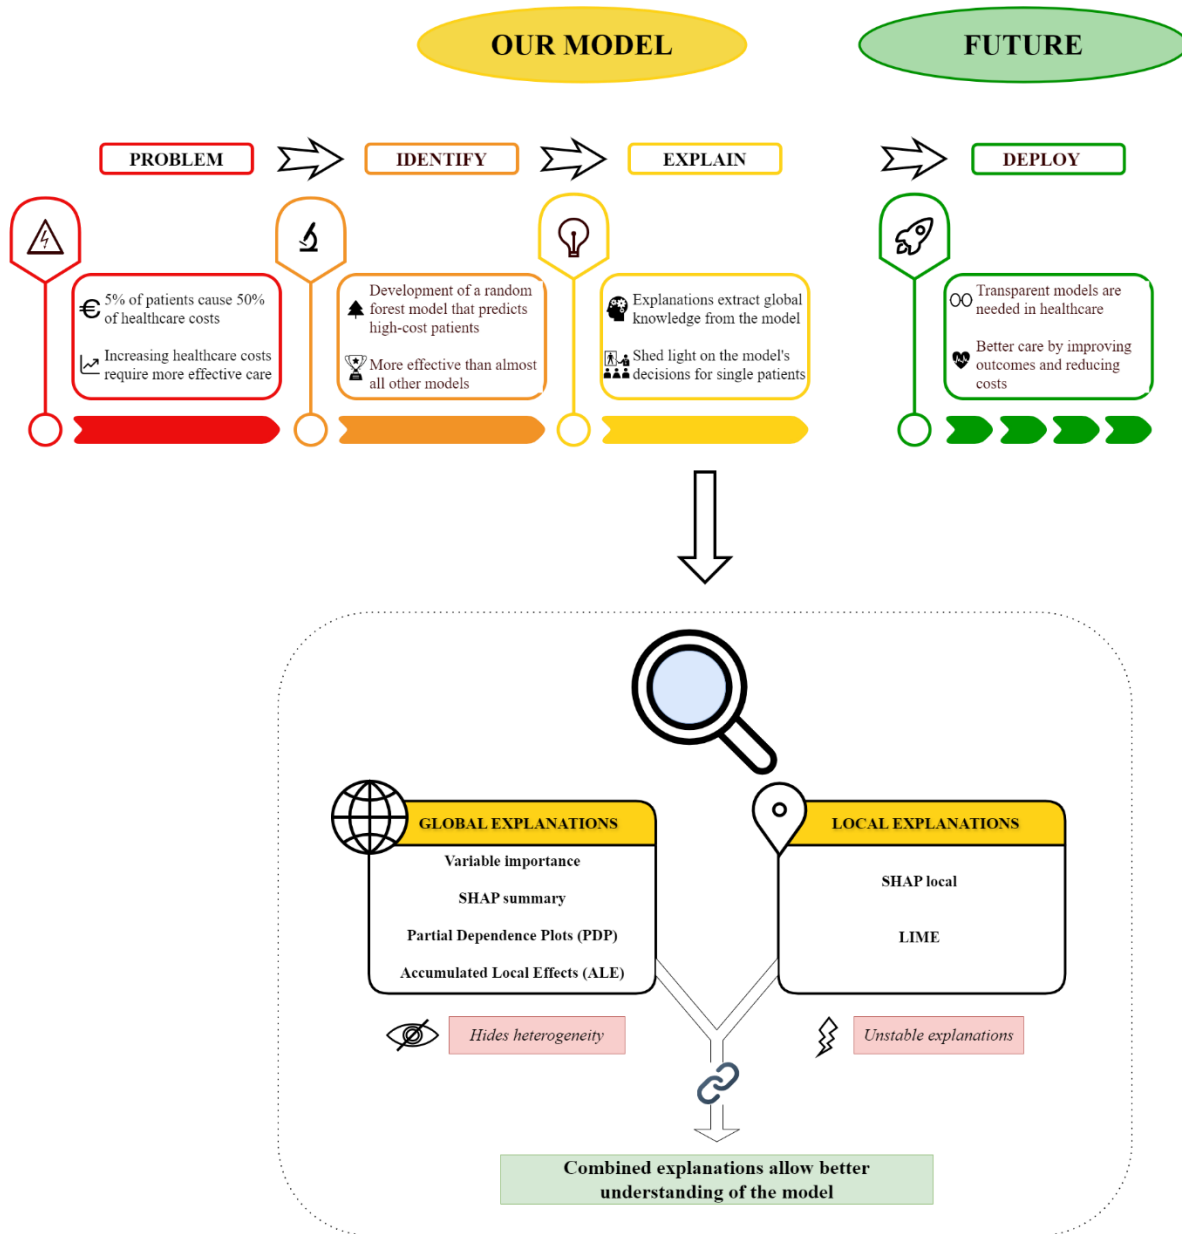 OUR MODEL
FUTURE
PROBLEM
IDENTIFY
EXPLAIN
DEPLOY
5% of patients cause 50%
of healthcare costs
Increasing healthcare costs
require more effective care
Development of a random
forest model that predicts
high-cost patients
More effective than almost
all other models
Explanations extract global
knowledge from the model
Shed light on the model's
decisions for single patients
Transparent models are
needed in healthcare
Better care by improving
outcomes and reducing
costs
GLOBAL EXPLANATIONS
Variable importance
SHAP summary
Partial Dependence Plots (PDP)
Accumulated Local Effects (ALE)
Hides heterogeneity
LOCAL EXPLANATIONS
SHAP local
LIME
Unstable explanations
Combined explanations allow better
understanding of the model